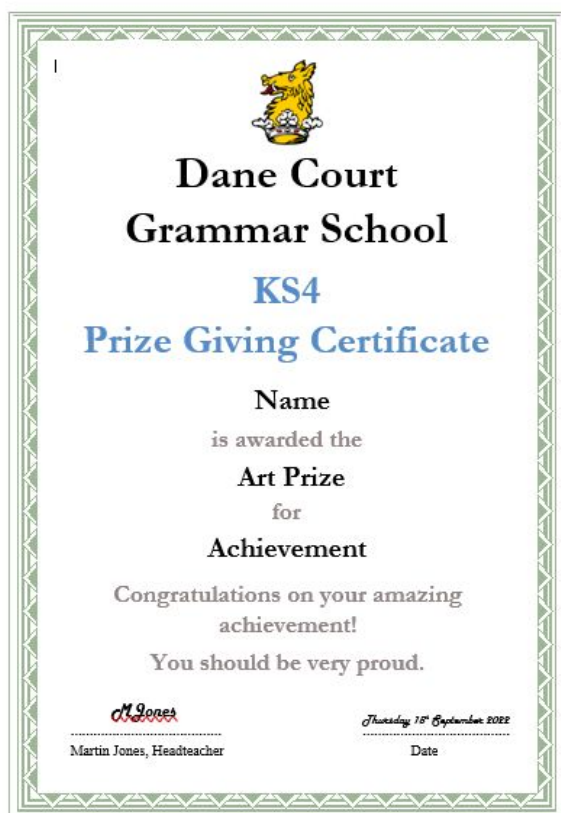 Dane Court
Grammar School
KS4
Prize Giving Certificate
Name
is awarded the
Art Prize
for
Achievement
Congratulations on your amazing
achievement!
You should be very proud.
M.Jones
Thursday 15th September 2022
Martin Jones, Headteacher
Date